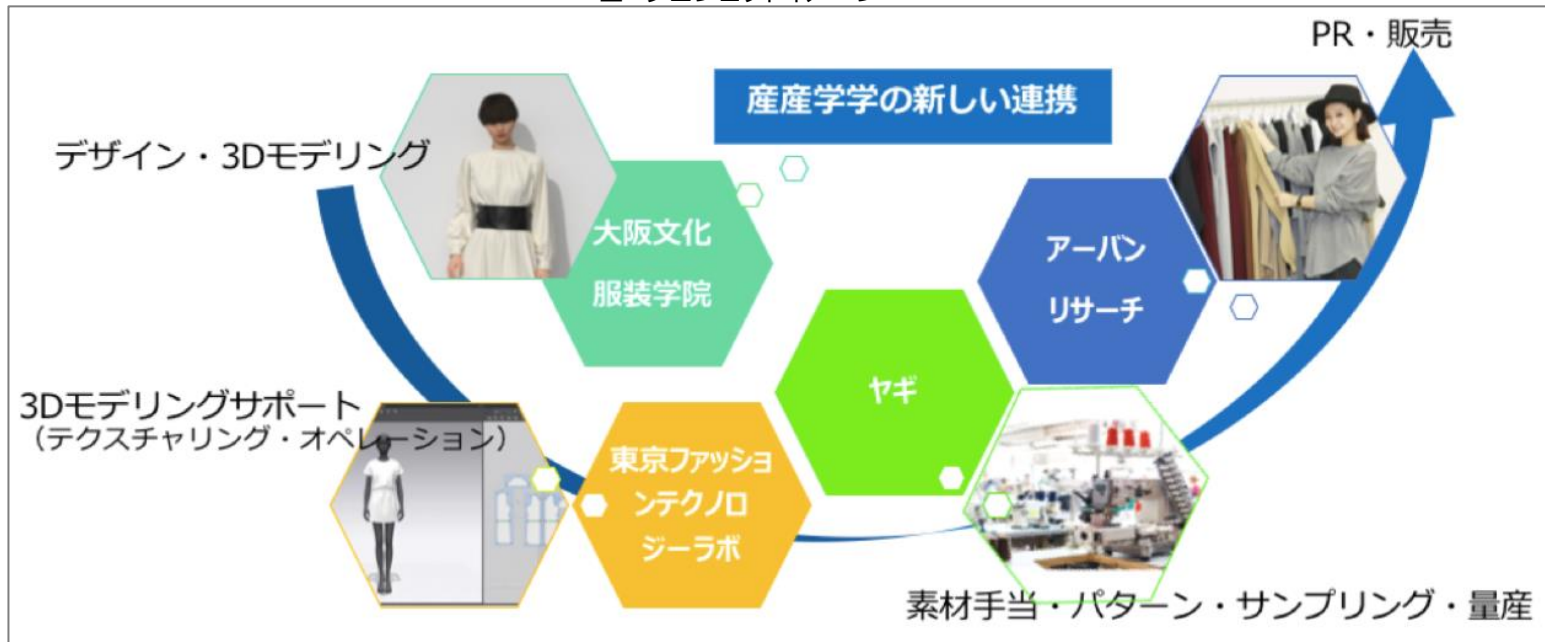 PR・販売
産産学学の新しい連携
デザイン・3Dモデリング
大阪文化
服装学院
アーバン
リサーチ
ヤギ
3Dモデリングサポート
（テクスチャリング・オペレーション）
東京ファッショ
ンテクノロ
ジーラボ
素材手当・パターン・サンプリング・量産